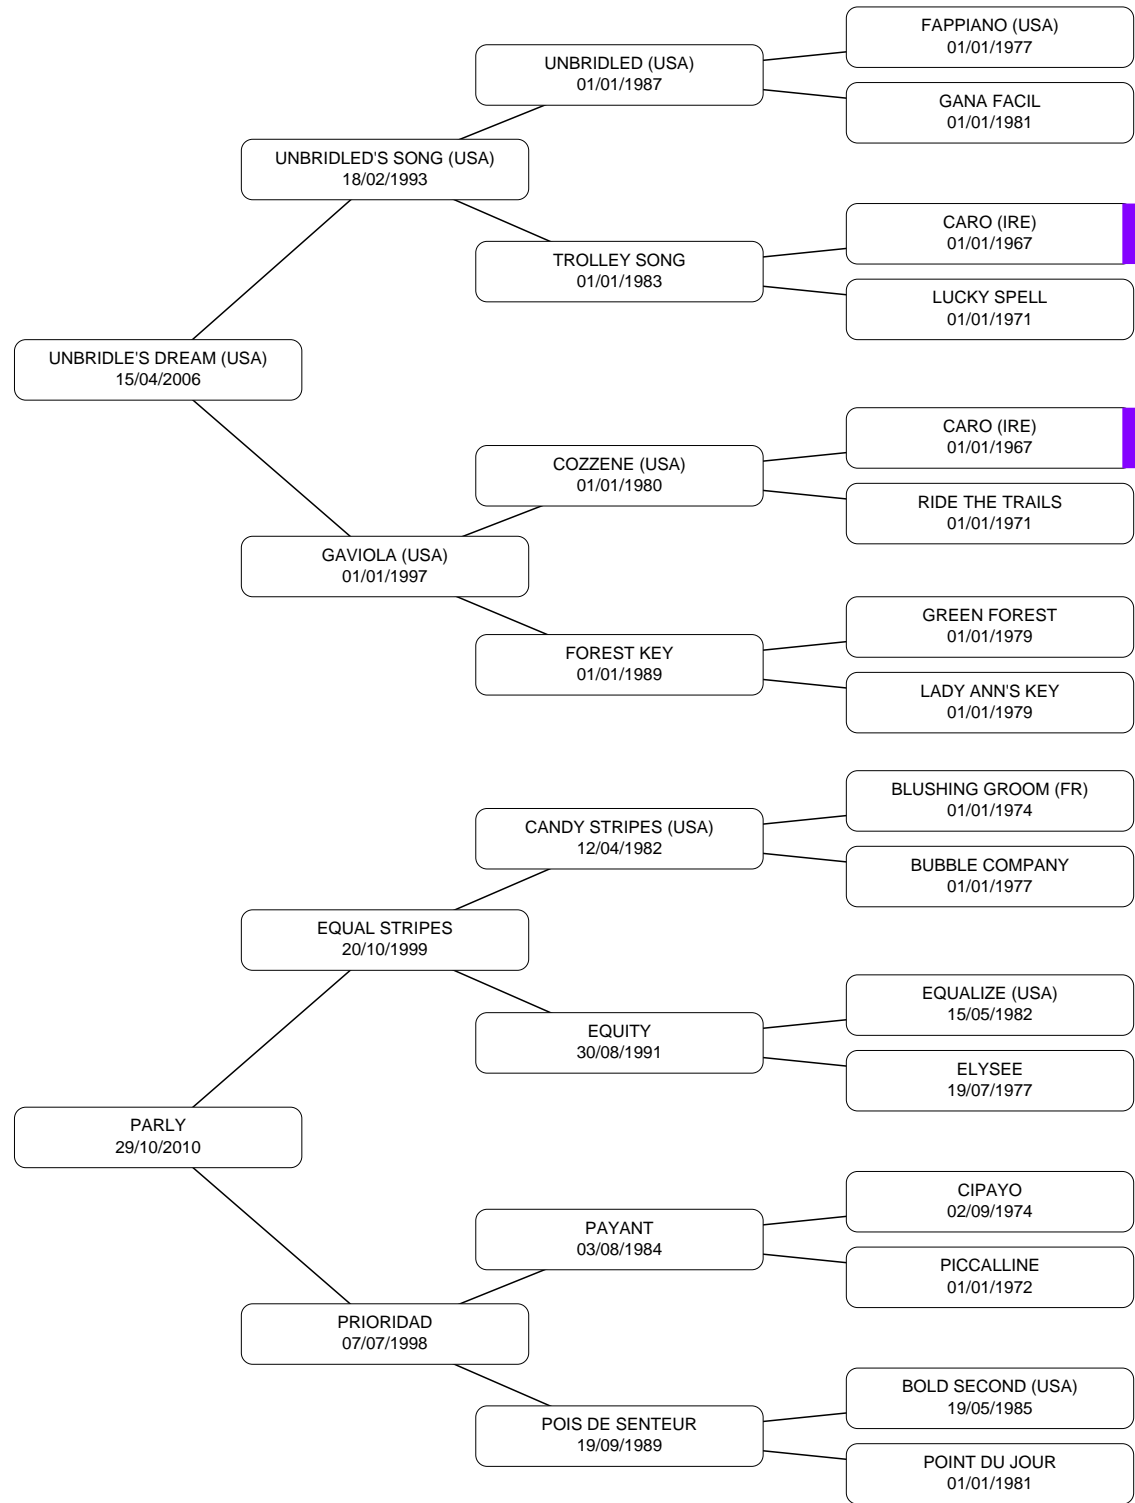 FAPPIANO (USA)
01/01/1977
UNBRIDLED (USA)
01/01/1987
GANA FACIL
01/01/1981
UNBRIDLED'S SONG (USA)
18/02/1993
CARO (IRE)
01/01/1967
TROLLEY SONG
01/01/1983
LUCKY SPELL
01/01/1971
UNBRIDLE'S DREAM (USA)
15/04/2006
CARO (IRE)
01/01/1967
COZZENE (USA)
01/01/1980
RIDE THE TRAILS
01/01/1971
GAVIOLA (USA)
01/01/1997
GREEN FOREST
01/01/1979
FOREST KEY
01/01/1989
LADY ANN'S KEY
01/01/1979
BLUSHING GROOM (FR)
01/01/1974
CANDY STRIPES (USA)
12/04/1982
BUBBLE COMPANY
01/01/1977
EQUAL STRIPES
20/10/1999
EQUALIZE (USA)
15/05/1982
EQUITY
30/08/1991
ELYSEE
19/07/1977
PARLY
29/10/2010
CIPAYO
02/09/1974
PAYANT
03/08/1984
PICCALLINE
01/01/1972
PRIORIDAD
07/07/1998
BOLD SECOND (USA)
19/05/1985
POIS DE SENTEUR
19/09/1989
POINT DU JOUR
01/01/1981